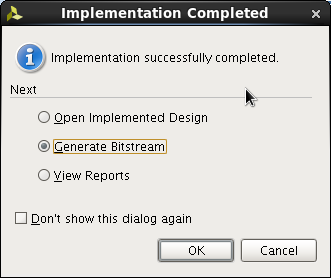 Implementation Completed
Implementation successfully completed.
Next
Open Implemented Design
Generate Bitstream
View Reports
Don't show this dialog again
OK
Cancel